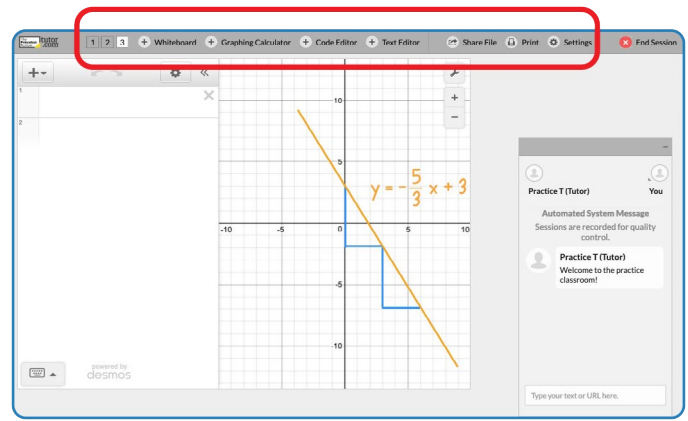 The Princeton Review tutor.com
1 2 3 Whiteboard Graphing Calculator Code Editor Text Editor Share File Print Settings End Session
1
2
powered by
desmos
10
5
-10 -5 0 5 10
-5
-10
y = -5/3 x + 3
Practice T (Tutor) You
Automated System Message
Sessions are recorded for quality
control.
Practice T (Tutor)
Welcome to the practice
classroom!
Type your text or URL here.